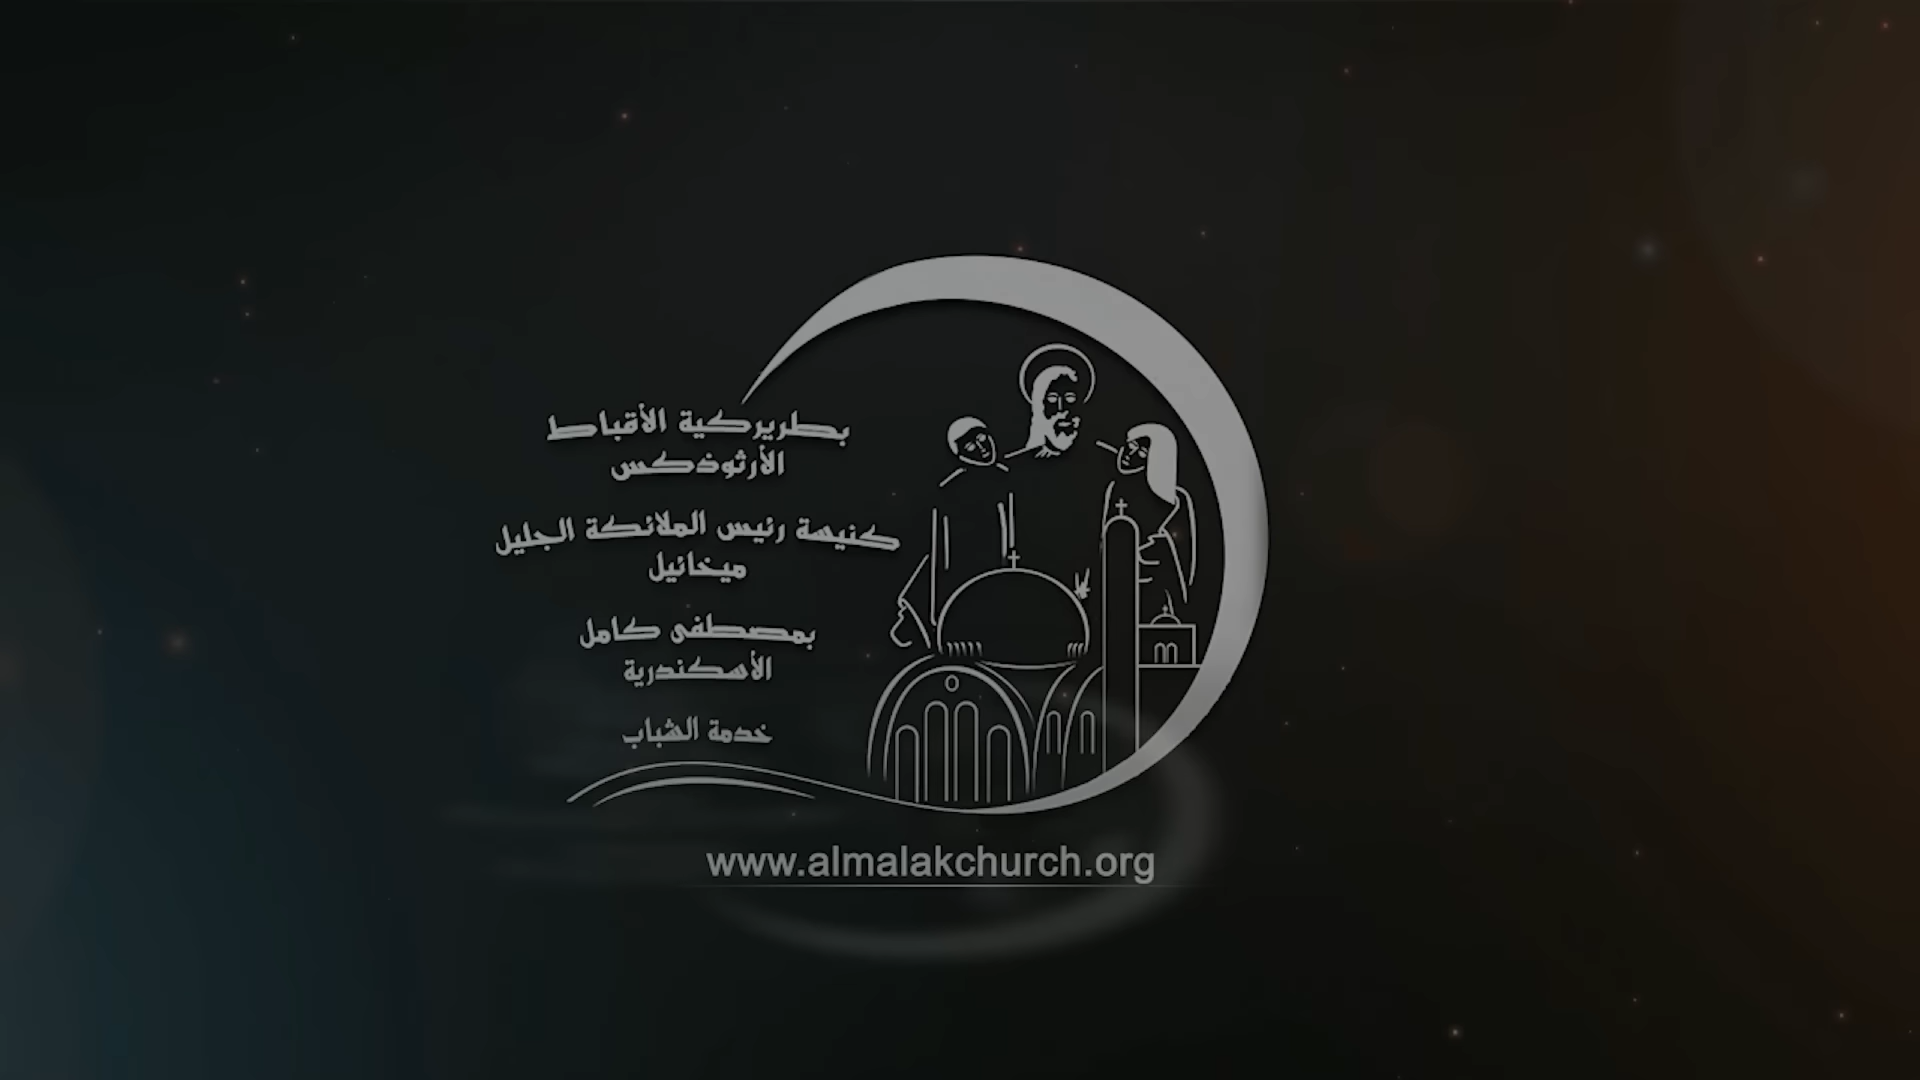 بطريركية الأقباط
الأرثوذكس
كنيسة رئيس الملائكة الجليل
ميخائيل
بمصطفى كامل
الأسكندرية
خدمة الشباب
www.almalakchurch.org